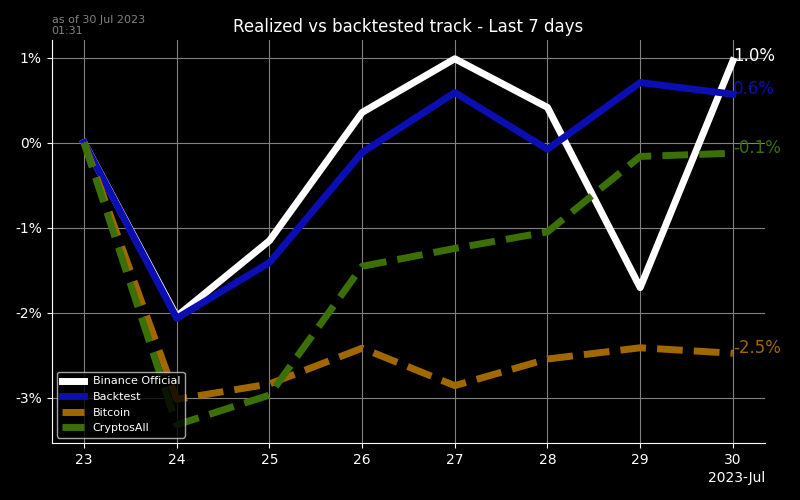 as of 30 Jul 2023
01:31
Realized vs backtested track - Last 7 days
1%
0%
-1%
-2%
-3%
1.0%
0.6%
-0.1%
-2.5%
Binance Official
Backtest
Bitcoin
CryptosAll
23 24 25 26 27 28 29 30
2023-Jul